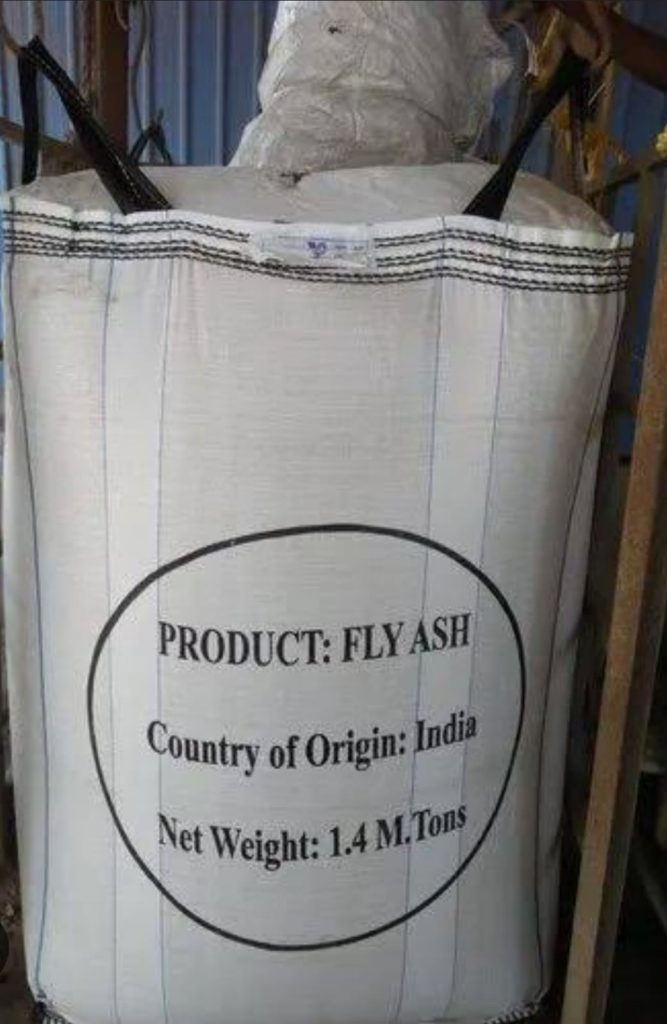 PRODUCT: FLY ASH
Country of Origin: India
Net Weight: 1.4 M.Tons